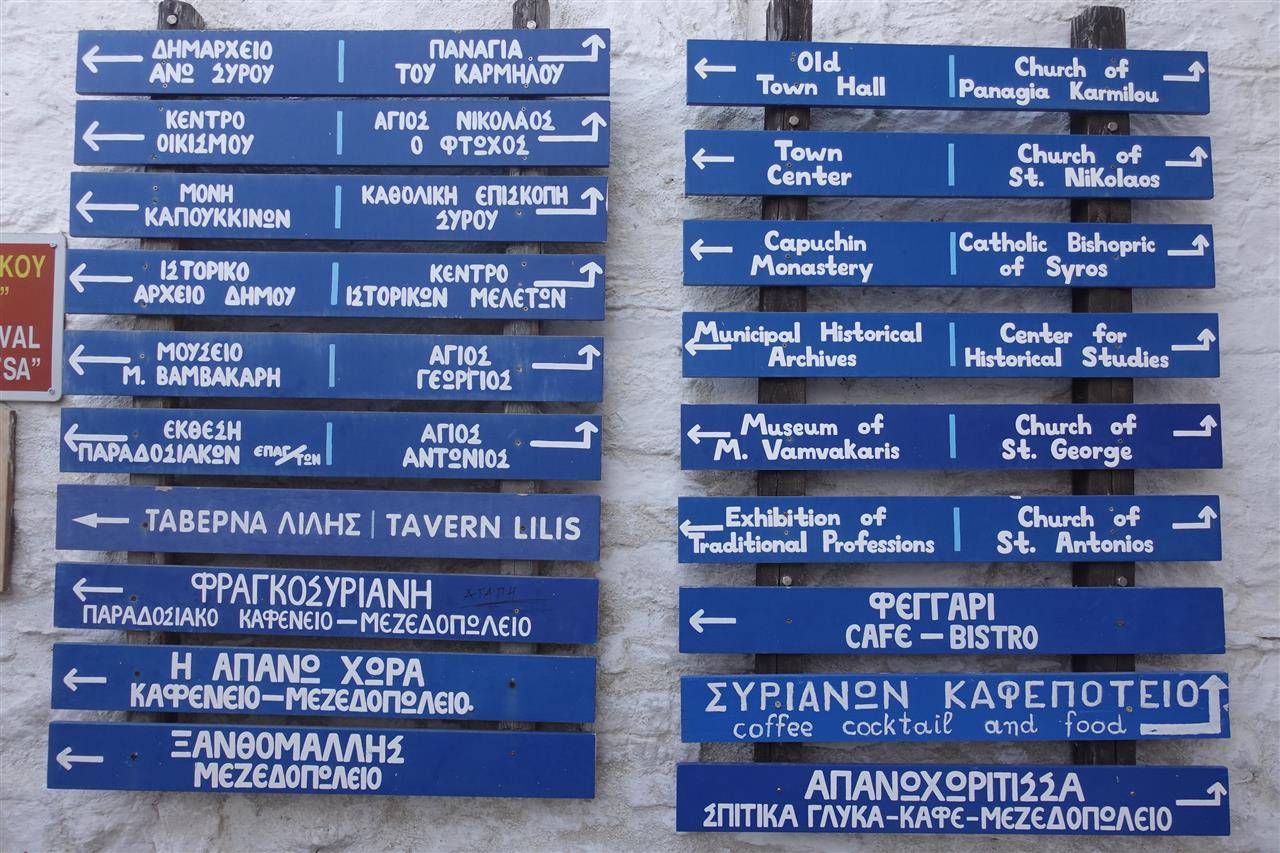 ΔΗΜΑΡΧΕΙΟ
ΑΝΩ ΣΥΡΟΥ
ΠΑΝΑΓΙΑ
ΤΟΥ ΚΑΡΜΗΛΟΥ
ΚΕΝΤΡΟ
ΟΙΚΙΣΜΟΥ
ΑΓΙΟΣ ΝΙΚΟΛΑΟΣ
Ο ΦΤΩΧΟΣ
ΜΟΝΗ
ΚΑΠΟΥΚΚΙΝΩΝ
ΚΑΘΟΛΙΚΗ ΕΠΙΣΚΟΠΗ
ΣΥΡΟΥ
ΙΣΤΟΡΙΚΟ
ΑΡΧΕΙΟ ΔΗΜΟΥ
ΚΕΝΤΡΟ
ΙΣΤΟΡΙΚΩΝ ΜΕΛΕΤΩΝ
ΜΟΥΣΕΙΟ
Μ. ΒΑΜΒΑΚΑΡΗ
ΑΓΙΟΣ
ΓΕΩΡΓΙΟΣ
ΕΚΘΕΣΗ
ΠΑΡΑΔΟΣΙΑΚΩΝ ΕΠΑΓ/ΤΩΝ
ΑΓΙΟΣ
ΑΝΤΩΝΙΟΣ
ΤΑΒΕΡΝΑ ΛΙΛΗΣ | TAVERN LILIS
ΦΡΑΓΚΟΣΥΡΙΑΝΗ
ΠΑΡΑΔΟΣΙΑΚΟ ΚΑΦΕΝΕΙΟ – ΜΕΖΕΔΟΠΩΛΕΙΟ
Η ΑΠΑΝΩ ΧΩΡΑ
ΚΑΦΕΝΕΙΟ – ΜΕΖΕΔΟΠΩΛΕΙΟ.
ΞΑΝΘΟΜΑΛΛΗΣ
ΜΕΖΕΔΟΠΩΛΕΙΟ
Old
Town Hall
Church of
Panagia Karmilou
Town
Center
Church of
St. NiKolaos
Capuchin
Monastery
Catholic Bishopric
of Syros
Municipal Historical
Archives
Center for
Historical Studies
Museum of
M. Vamvakaris
Church of
St. George
Exhibition of
Traditional Professions
Church of
St. Antonios
ΦΕΓΓΑΡΙ
CAFE – BISTRO
ΣΥΡΙΑΝΩΝ ΚΑΦΕΠΟΤΕΙΟ
coffee cocktail and food
ΑΠΑΝΩΧΩΡΙΤΙΣΣΑ
ΣΠΙΤΙΚΑ ΓΛΥΚΑ-ΚΑΦΕ-ΜΕΖΕΔΟΠΩΛΕΙΟ